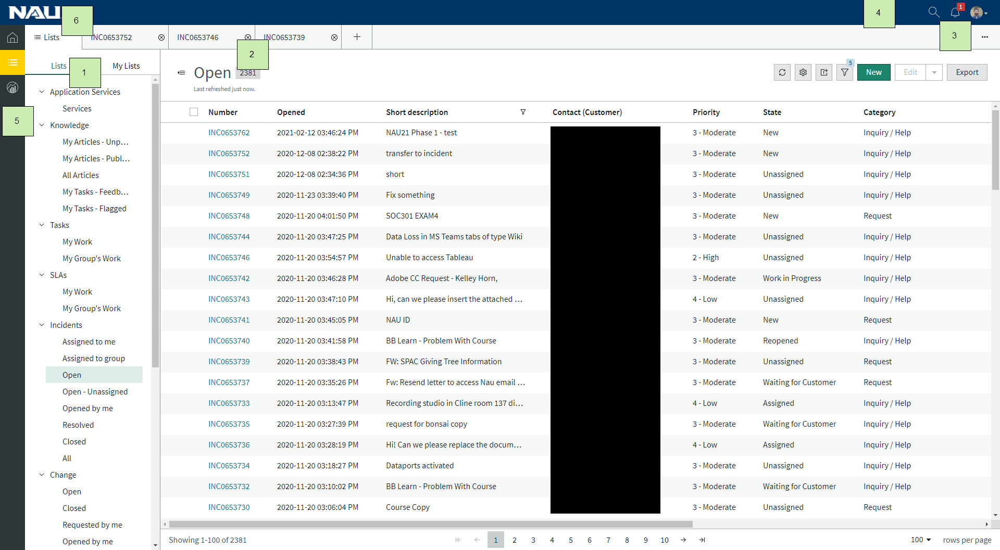 NAU
6
4
1
Lists
INC0653752
INC0653746
INC0653739
3
2
Lists
1
My Lists
Open 2381
Last refreshed just now.
5
New
Edit
Export
Application Services
Services
5
Knowledge
My Articles - Unp…
My Articles - Publ…
All Articles
My Tasks - Feedb…
My Tasks - Flagged
Tasks
My Work
My Group's Work
SLAs
My Work
My Group's Work
Incidents
Assigned to me
Assigned to group
Open
Open - Unassigned
Opened by me
Resolved
Closed
All
Change
Open
Closed
Requested by me
Opened by me
Number Opened Short description Contact (Customer) Priority State Category
INC0653762 2021-02-12 03:46:24 PM NAU21 Phase 1 - test 3 - Moderate New Inquiry / Help
INC0653752 2020-12-08 02:38:22 PM transfer to incident 3 - Moderate New Inquiry / Help
INC0653751 2020-12-08 02:34:36 PM short 3 - Moderate Unassigned Inquiry / Help
INC0653749 2020-11-23 03:39:40 PM Fix something 3 - Moderate Unassigned Inquiry / Help
INC0653748 2020-11-20 04:01:50 PM SOC301 EXAM4 3 - Moderate New Request
INC0653744 2020-11-20 03:47:25 PM Data Loss in MS Teams tabs of type Wiki 3 - Moderate Unassigned Inquiry / Help
INC0653746 2020-11-20 03:54:57 PM Unable to access Tableau 2 - High Unassigned Inquiry / Help
INC0653742 2020-11-20 03:46:28 PM Adobe CC Request - Kelley Horn, 3 - Moderate Work in Progress Inquiry / Help
INC0653743 2020-11-20 03:47:10 PM Hi, can we please insert the attached … 4 - Low Unassigned Inquiry / Help
INC0653741 2020-11-20 03:45:05 PM NAU ID 3 - Moderate New Request
INC0653740 2020-11-20 03:41:58 PM BB Learn - Problem With Course 3 - Moderate Reopened Inquiry / Help
INC0653739 2020-11-20 03:38:43 PM FW: SPAC Giving Tree Information 3 - Moderate Unassigned Request
INC0653737 2020-11-20 03:35:26 PM Fw: Resend letter to access Nau email … 3 - Moderate Waiting for Customer Request
INC0653733 2020-11-20 03:13:47 PM Recording studio in Cline room 137 di… 4 - Low Assigned Inquiry / Help
INC0653735 2020-11-20 03:27:39 PM request for bonsai copy 3 - Moderate Waiting for Customer Inquiry / Help
INC0653736 2020-11-20 03:28:19 PM Hi! Can we please replace the docum… 4 - Low Assigned Inquiry / Help
INC0653734 2020-11-20 03:18:27 PM Dataports activated 3 - Moderate Unassigned Inquiry / Help
INC0653732 2020-11-20 03:10:02 PM BB Learn - Problem With Course 3 - Moderate Waiting for Customer Inquiry / Help
INC0653730 2020-11-20 03:06:04 PM Course Copy 3 - Moderate Unassigned Request
Showing 1-100 of 2381
1 2 3 4 5 6 7 8 9 10
100 rows per page